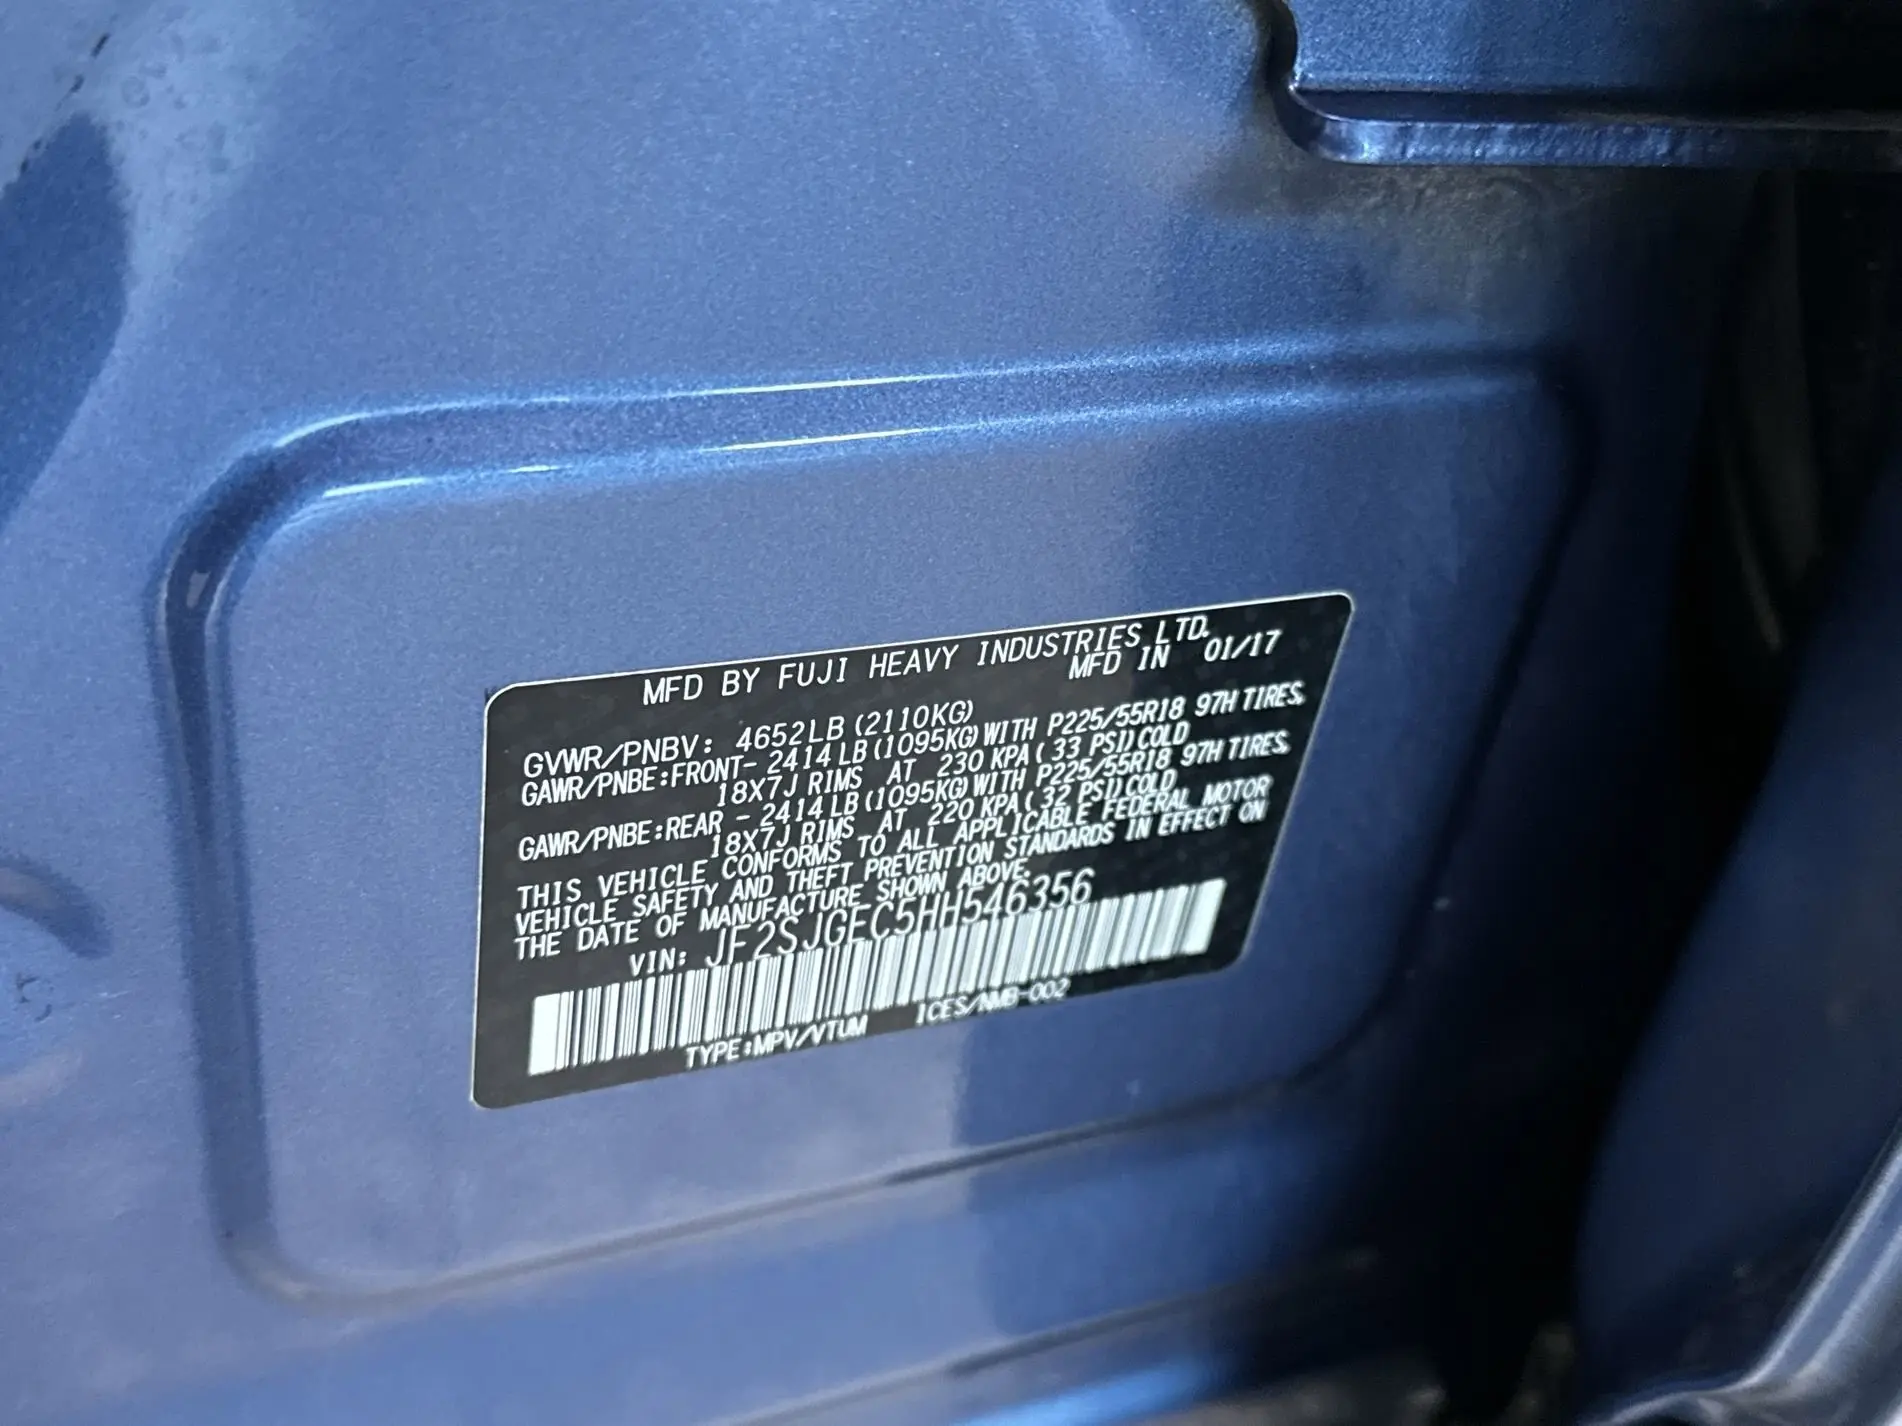 MFD BY FUJI HEAVY INDUSTRIES LTD.
MFD IN 01/17
GVWR/PNBV: 4652LB (2110KG)
GAWR/PNBE:FRONT- 2414 LB (1095KG) WITH P225/55R18 97H TIRES,
18X7J RIMS AT 230 KPA ( 33 PSI) COLD
GAWR/PNBE:REAR - 2414 LB (1095KG) WITH P225/55R18 97H TIRES,
18X7J RIMS AT 220 KPA ( 32 PSI) COLD
THIS VEHICLE CONFORMS TO ALL APPLICABLE FEDERAL MOTOR
VEHICLE SAFETY AND THEFT PREVENTION STANDARDS IN EFFECT ON
THE DATE OF MANUFACTURE SHOWN ABOVE.
VIN: JF2SJGEC5HH546356
TYPE:MPV/VTUM ICES/NMB-002